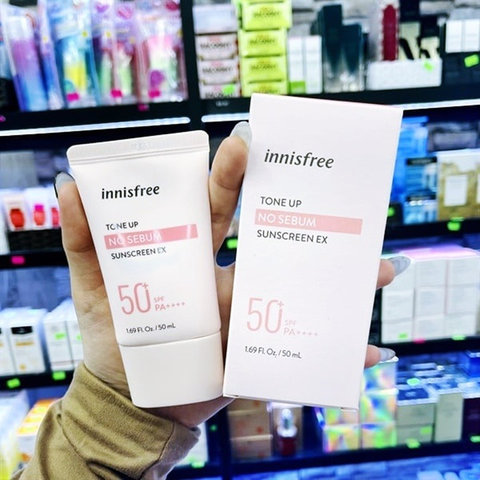 innisfree
TONE UP
NO SEBUM
SUNSCREEN EX
50+
SPF
PA++++
1.69 FL Oz. / 50 mL
innisfree
TONE UP
NO SEBUM
SUNSCREEN EX
50+
SPF
PA++++
1.69 FL Oz. / 50 mL